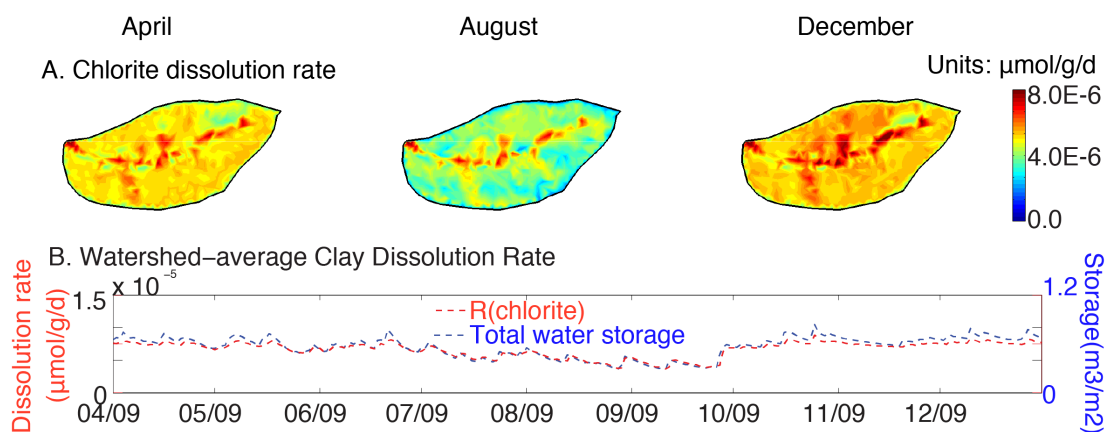 April August December
A. Chlorite dissolution rate
Units: μmol/g/d
8.0E-6
4.0E-6
0.0
B. Watershed-average Clay Dissolution Rate
Dissolution rate
(μmol/g/d)
x 10⁻⁵
1.5
0
R(chlorite)
Total water storage
1.2
0
Storage(m3/m2)
04/09 05/09 06/09 07/09 08/09 09/09 10/09 11/09 12/09